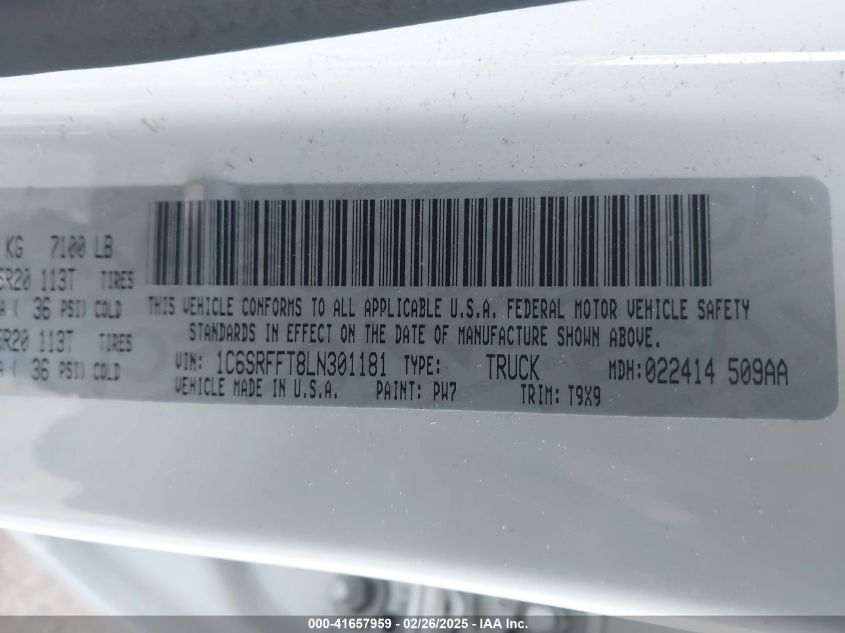 KG 7100 LB
5R20 113T TIRES
A ( 36 PSI) COLD
5R20 113T TIRES
A ( 36 PSI) COLD
THIS VEHICLE CONFORMS TO ALL APPLICABLE U.S.A. FEDERAL MOTOR VEHICLE SAFETY
STANDARDS IN EFFECT ON THE DATE OF MANUFACTURE SHOWN ABOVE.
VIN: 1C6SRFFT8LN301181 TYPE: TRUCK MDH:022414 509AA
VEHICLE MADE IN U.S.A. PAINT: PW7 TRIM: T9X9
000-41657959 — 02/26/2025 — IAA Inc.